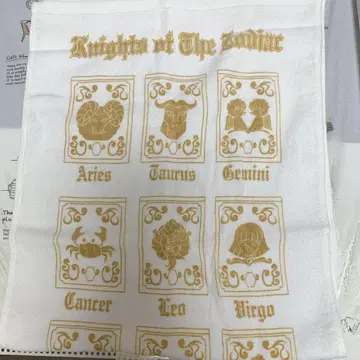 Knights of The Zodiac
Aries Taurus Gemini
Cancer Leo Virgo